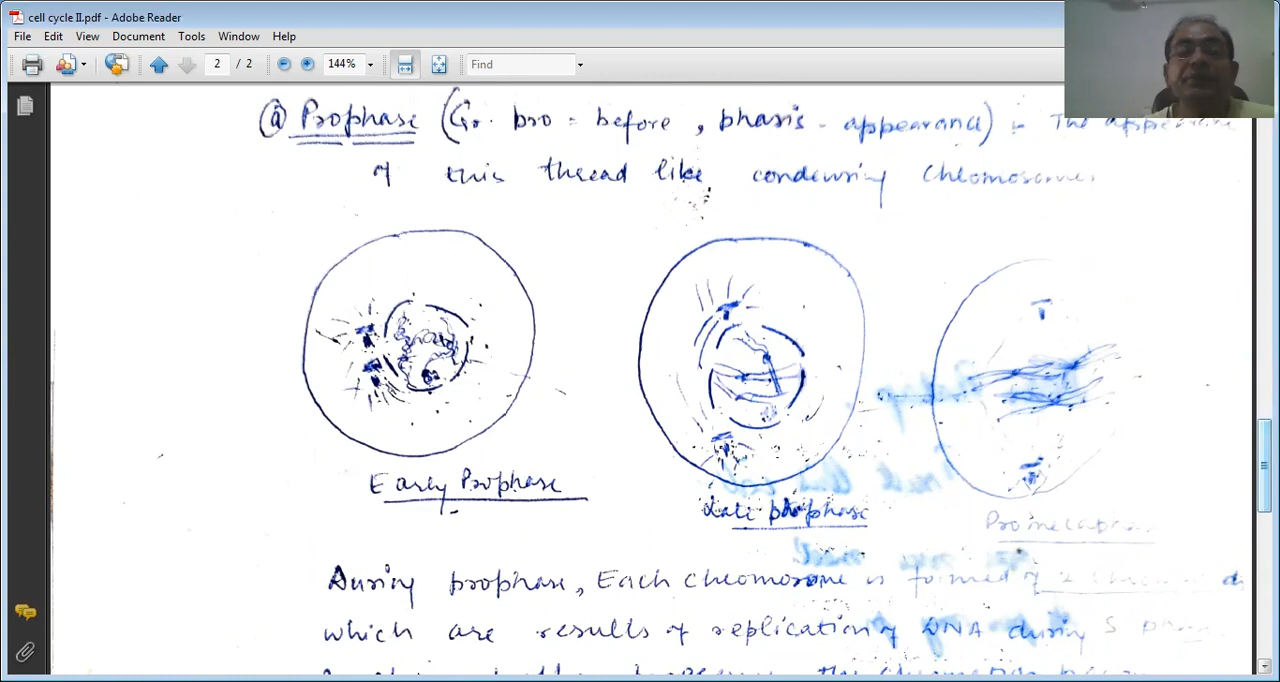 cell cycle II.pdf - Adobe Reader
File Edit View Document Tools Window Help
2 / 2 144% Find
(a) Prophase (Gr. pro = before, phasis - appearance) :- The
of this thread like condensing chromosomes.
Early Prophase
Late prophase
Prometaphase
During prophase, Each chromosome is formed of 2
which are results of replication of DNA during S